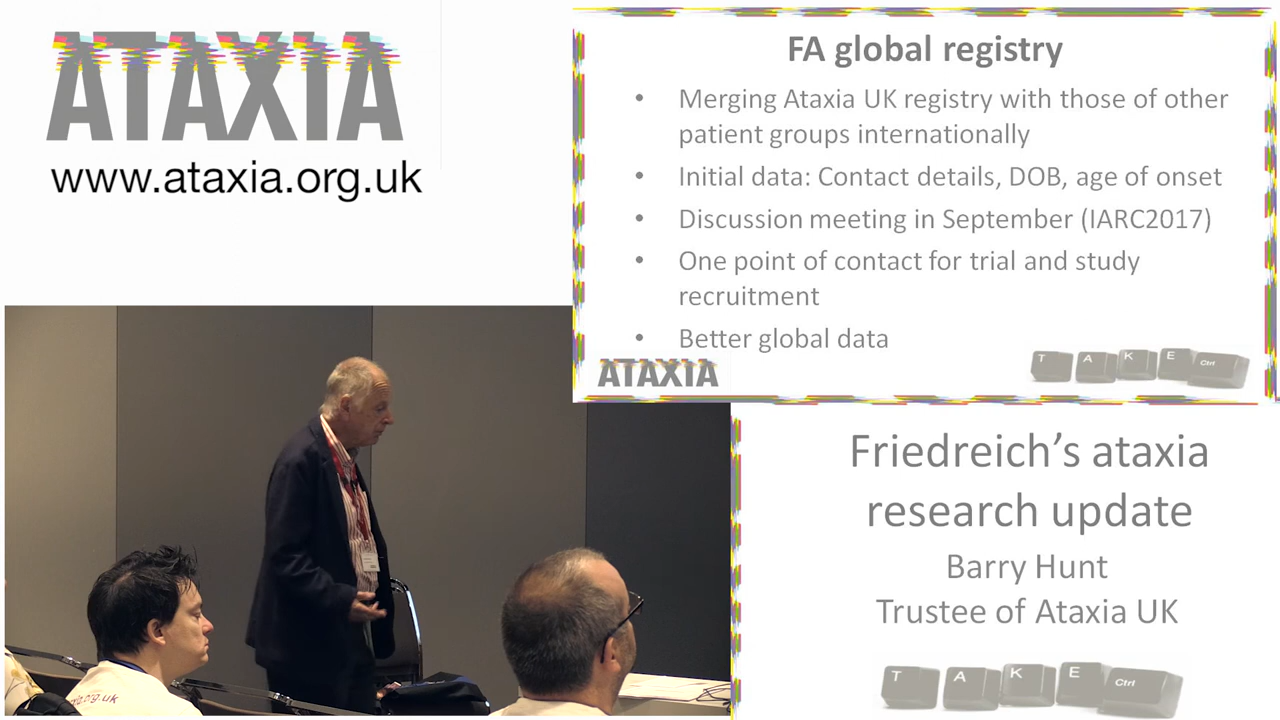 ATAXIA
www.ataxia.org.uk
FA global registry
• Merging Ataxia UK registry with those of other
patient groups internationally
• Initial data: Contact details, DOB, age of onset
• Discussion meeting in September (IARC2017)
• One point of contact for trial and study
recruitment
• Better global data
ATAXIA
T A K E Ctrl
Friedreich's ataxia
research update
Barry Hunt
Trustee of Ataxia UK
T A K E Ctrl
org.uk